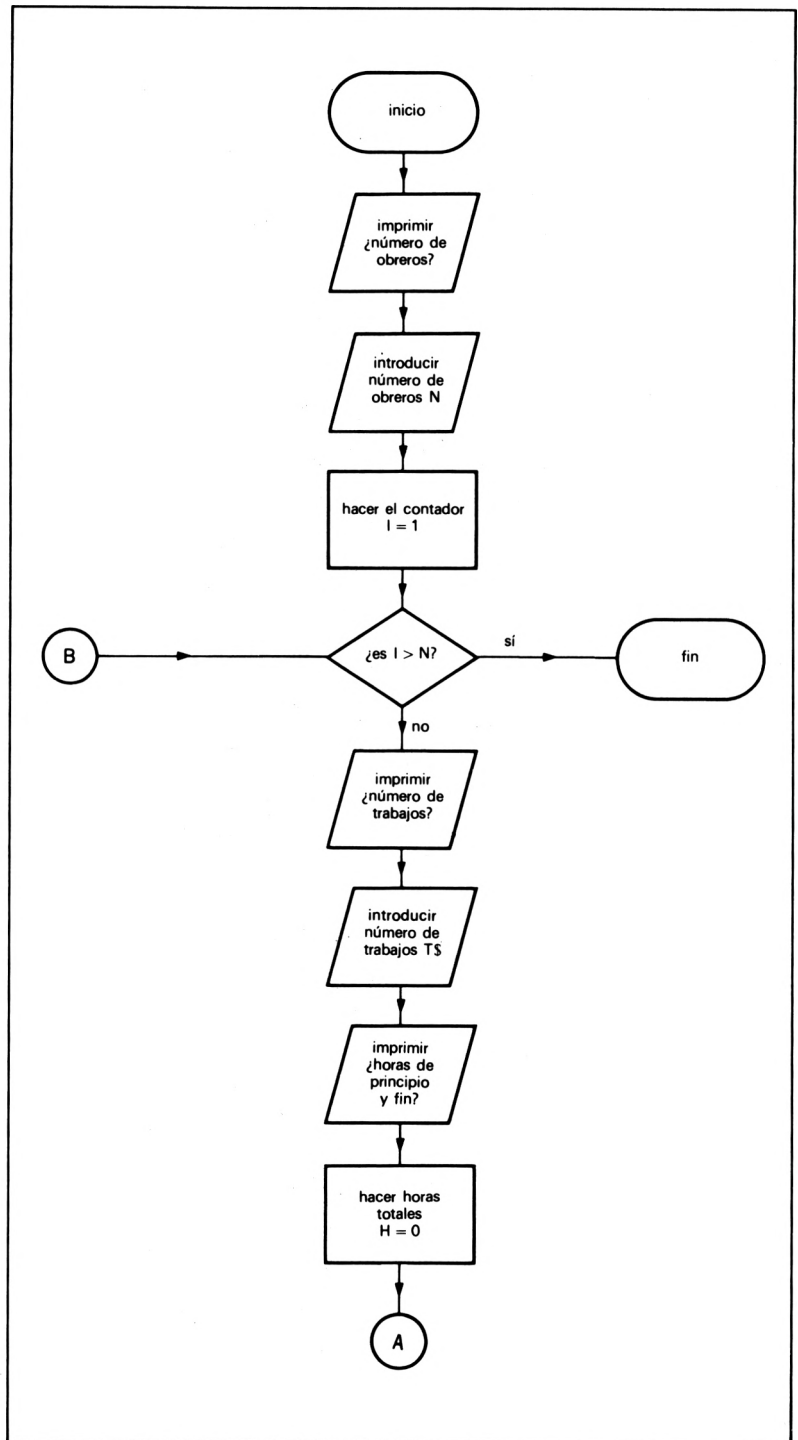 inicio
imprimir
¿número de
obreros?
introducir
número de
obreros N
hacer el contador
I = 1
B
¿es I > N?
sí
fin
no
imprimir
¿número de
trabajos?
introducir
número de
trabajos T$
imprimir
¿horas de
principio
y fin?
hacer horas
totales
H = 0
A